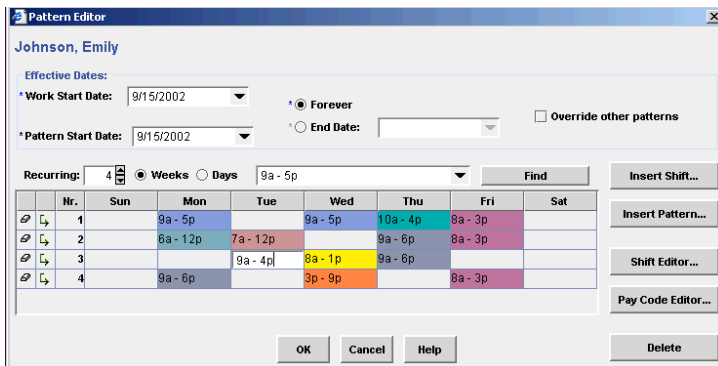 Pattern Editor
Johnson, Emily
Effective Dates:
*Work Start Date: 9/15/2002
* Forever
* End Date:
Override other patterns
*Pattern Start Date: 9/15/2002
Recurring: 4 Weeks Days 9a - 5p Find
Insert Shift...
Nr. Sun Mon Tue Wed Thu Fri Sat
1 9a - 5p 9a - 5p 10a - 4p 8a - 3p
Insert Pattern...
2 6a - 12p 7a - 12p 9a - 6p 8a - 3p
3 9a - 4p 8a - 1p 9a - 6p
Shift Editor...
4 9a - 6p 3p - 9p 8a - 3p
Pay Code Editor...
OK Cancel Help
Delete